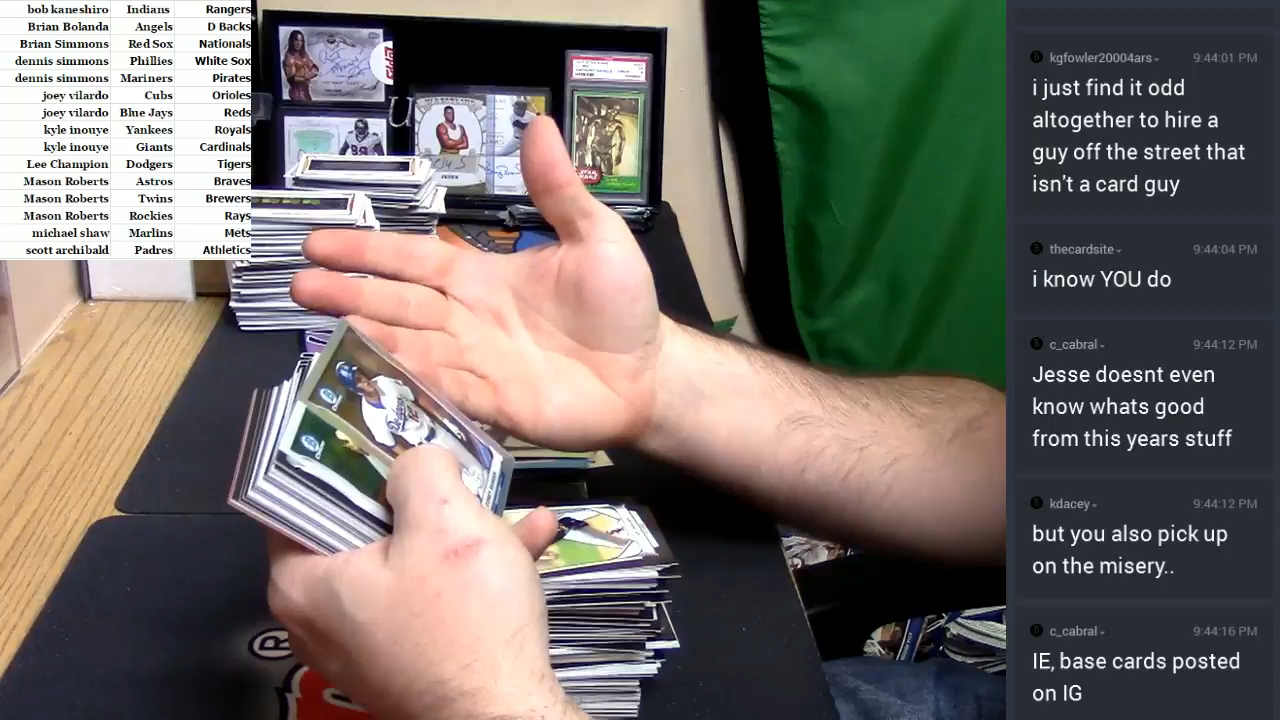 bob kaneshiro Indians Rangers
Brian Bolanda Angels D Backs
Brian Simmons Red Sox Nationals
dennis simmons Phillies White Sox
dennis simmons Mariners Pirates
joey vilardo Cubs Orioles
joey vilardo Blue Jays Reds
kyle inouye Yankees Royals
kyle inouye Giants Cardinals
Lee Champion Dodgers Tigers
Mason Roberts Astros Braves
Mason Roberts Twins Brewers
Mason Roberts Rockies Rays
michael shaw Marlins Mets
scott archibald Padres Athletics
STAR WARS
Dodgers
R
kgfowler20004ars 9:44:01 PM
i just find it odd
altogether to hire a
guy off the street that
isn't a card guy
thecardsite 9:44:04 PM
i know YOU do
c_cabral 9:44:12 PM
Jesse doesnt even
know whats good
from this years stuff
kdacey 9:44:12 PM
but you also pick up
on the misery..
c_cabral 9:44:16 PM
IE, base cards posted
on IG